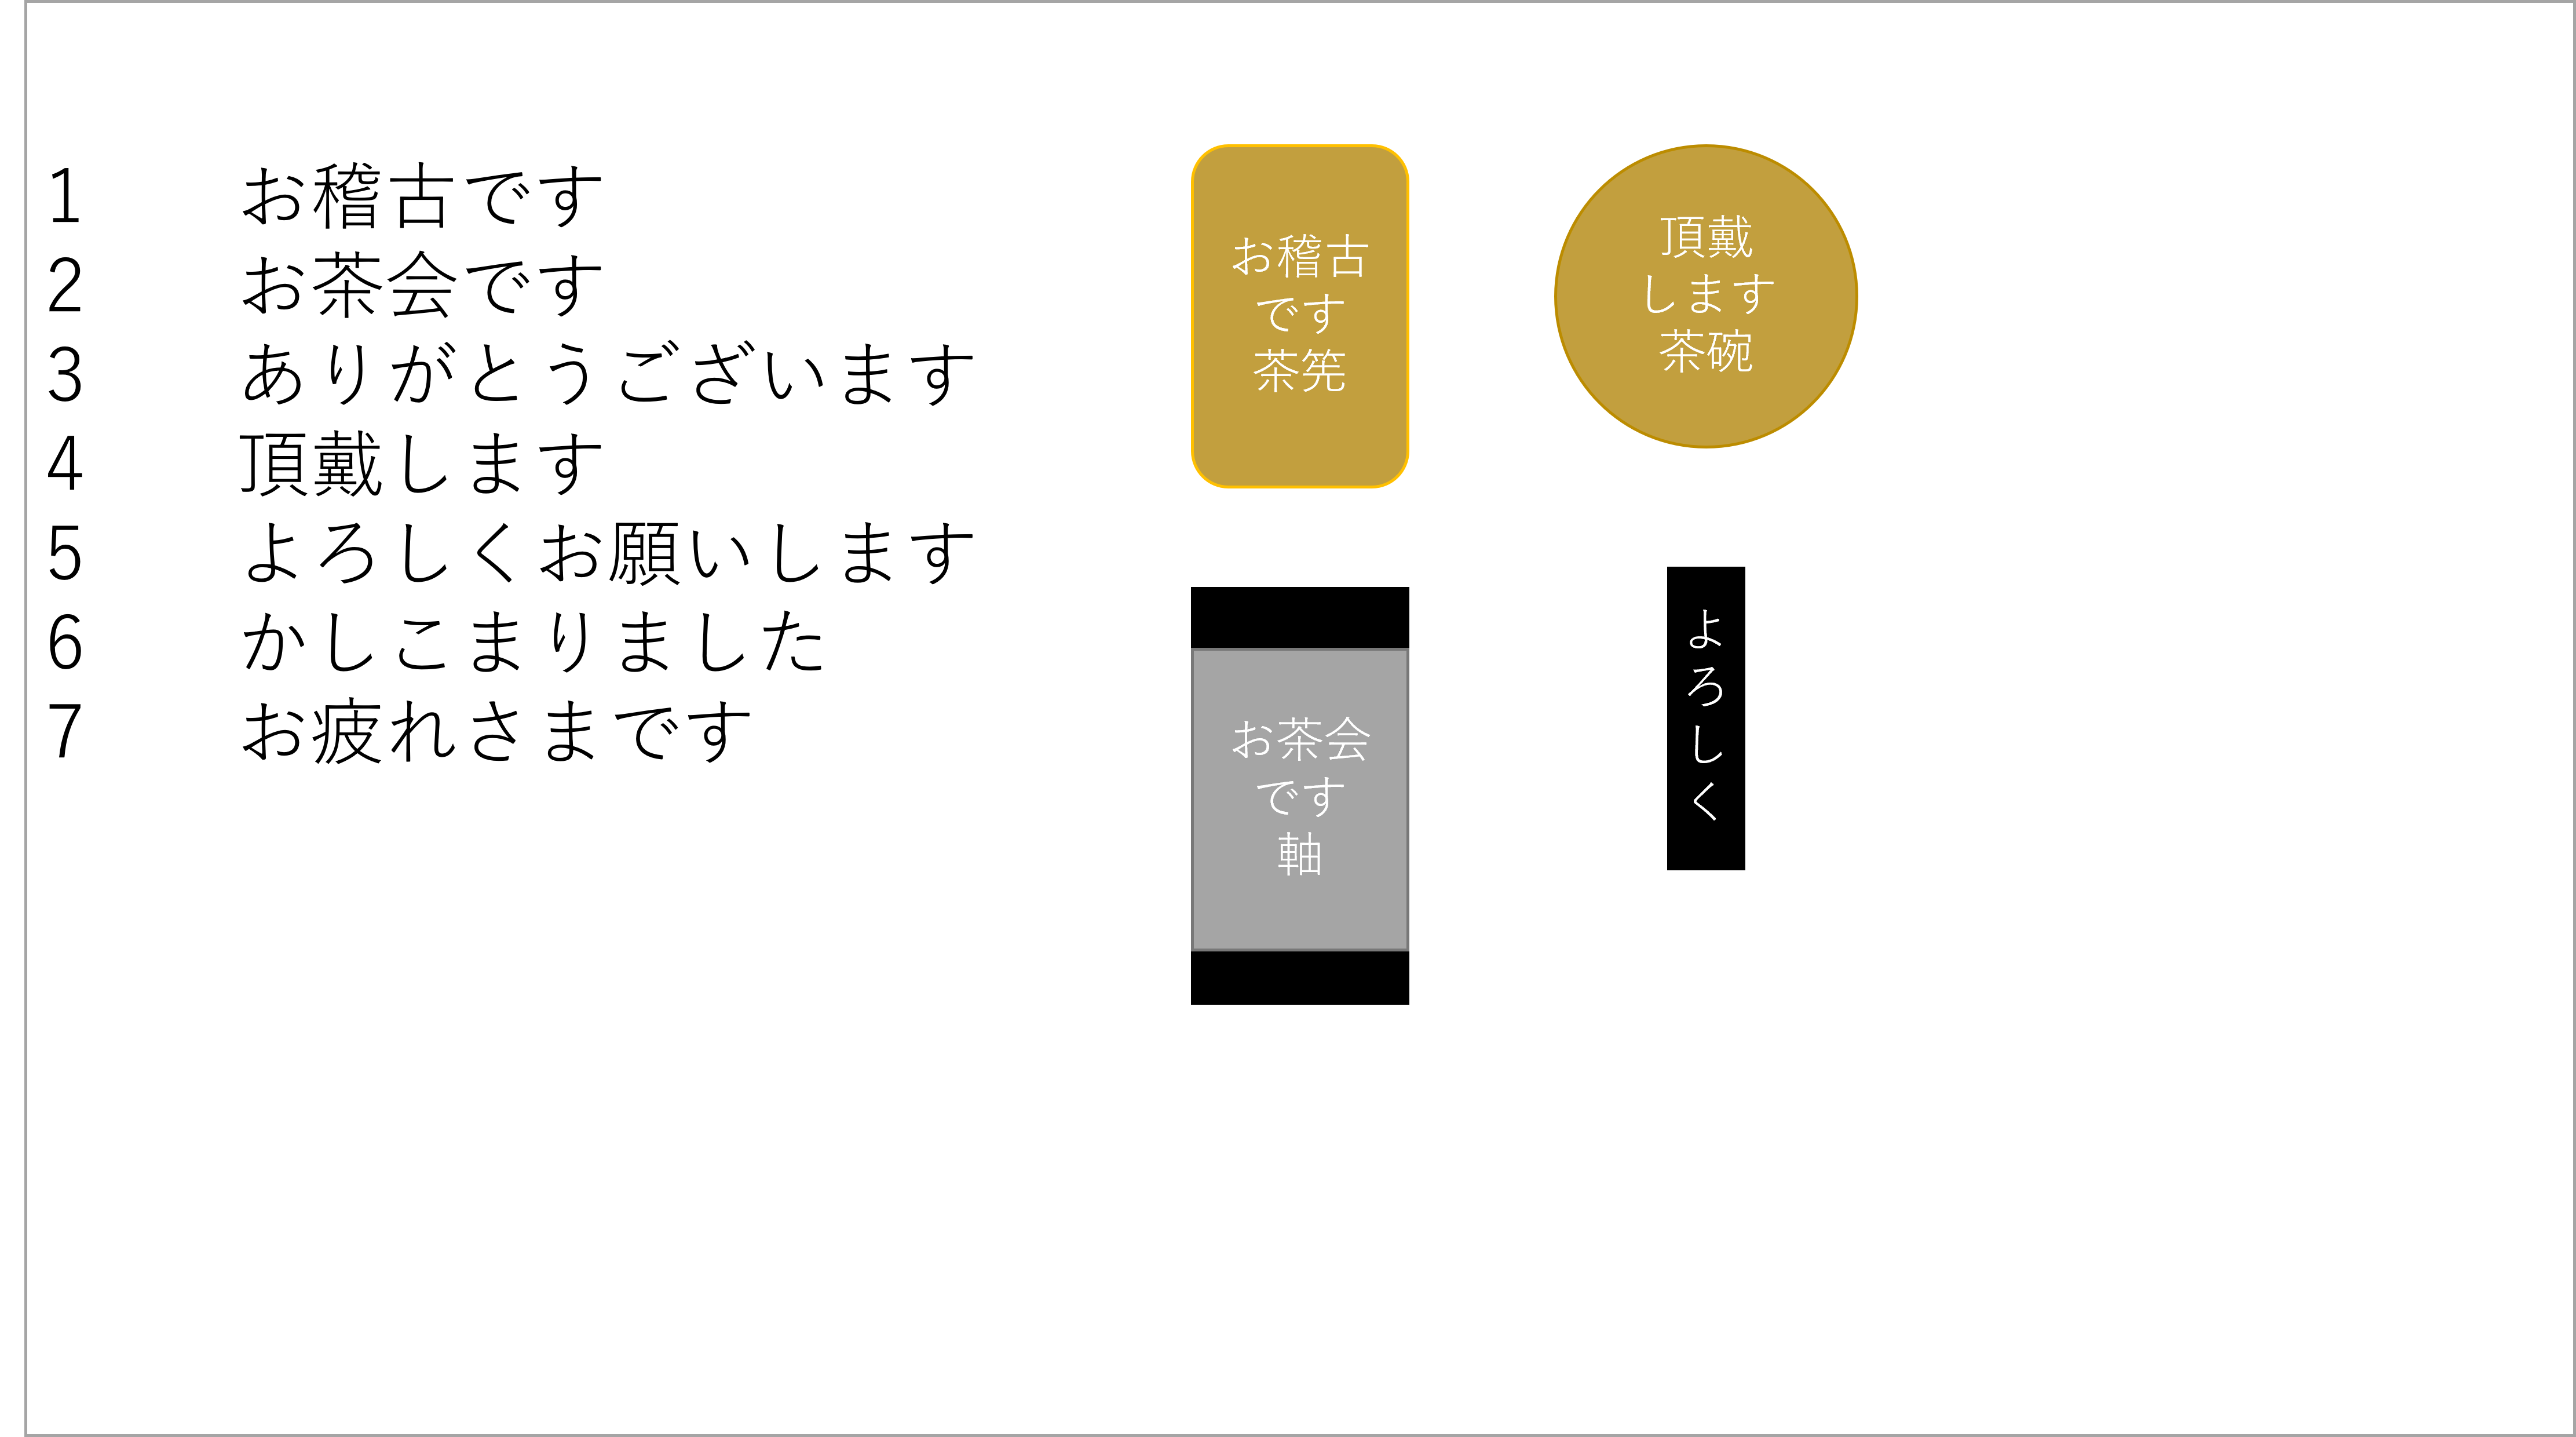 1 お稽古です
2 お茶会です
3 ありがとうございます
4 頂戴します
5 よろしくお願いします
6 かしこまりました
7 お疲れさまです
お稽古
です
茶筅
頂戴
します
茶碗
お茶会
です
軸
よろしく